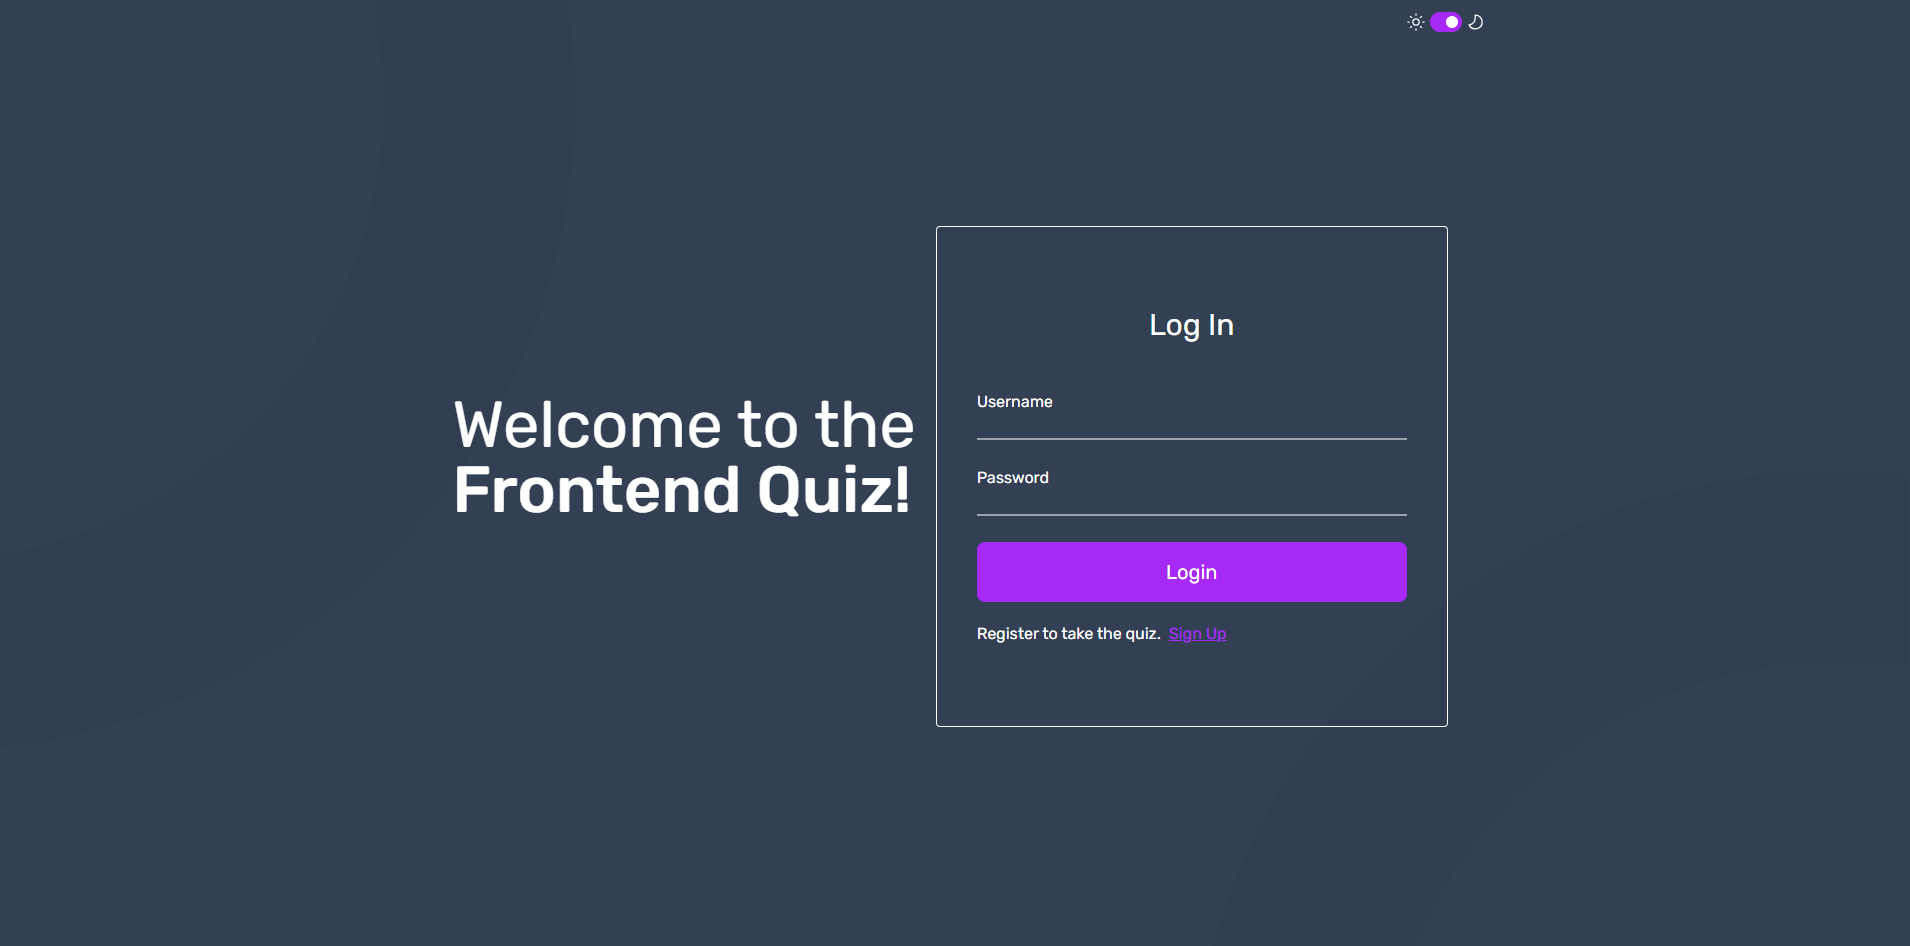 Welcome to the
Frontend Quiz!
Log In
Username
Password
Login
Register to take the quiz. Sign Up